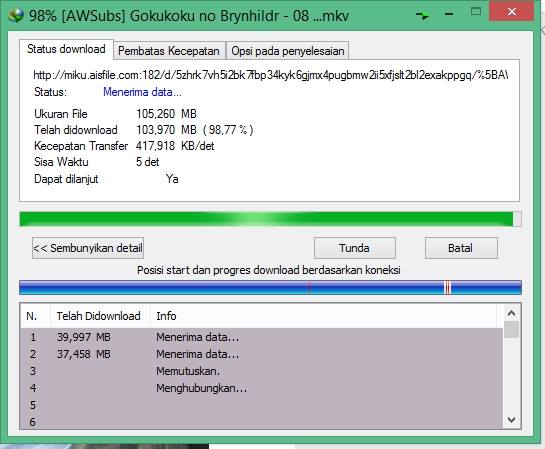 98% [AWSubs] Gokukoku no Brynhildr - 08 ...mkv
Status download Pembatas Kecepatan Opsi pada penyelesaian
http://miku.aisfile.com:182/d/5zhrk7vh5i2bk7fbp34kyk6gjmx4pugbmw2ii5xfjslt2bl2exakppgq/%5BA\
Status: Menerima data...
Ukuran File 105,260 MB
Telah didownload 103,970 MB ( 98,77 % )
Kecepatan Transfer 417,918 KB/det
Sisa Waktu 5 det
Dapat dilanjut Ya
<< Sembunyikan detail Tunda Batal
Posisi start dan progres download berdasarkan koneksi
N. Telah Didownload Info
1 39,997 MB Menerima data...
2 37,458 MB Menerima data...
3 Memutuskan.
4 Menghubungkan...
5
6